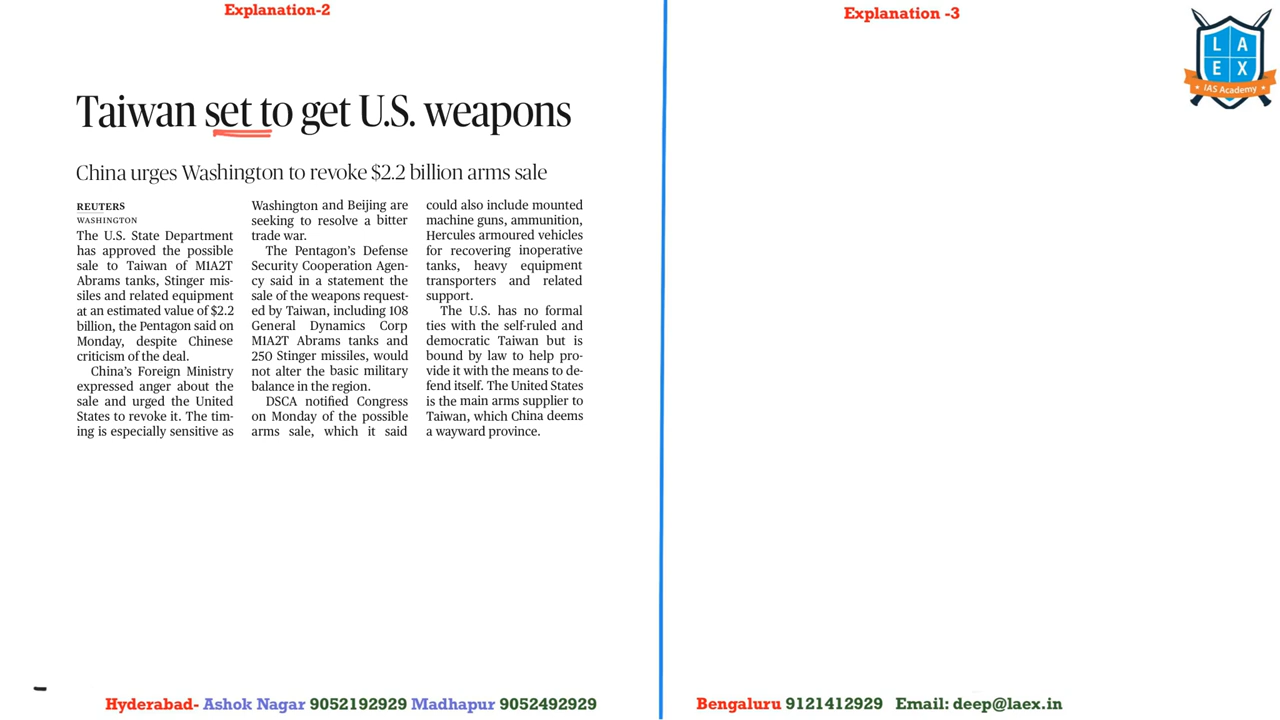 Explanation-2
Taiwan set to get U.S. weapons
China urges Washington to revoke $2.2 billion arms sale
REUTERS
WASHINGTON
The U.S. State Department
has approved the possible
sale to Taiwan of M1A2T
Abrams tanks, Stinger mis-
siles and related equipment
at an estimated value of $2.2
billion, the Pentagon said on
Monday, despite Chinese
criticism of the deal.
China's Foreign Ministry
expressed anger about the
sale and urged the United
States to revoke it. The tim-
ing is especially sensitive as
Washington and Beijing are
seeking to resolve a bitter
trade war.
The Pentagon's Defense
Security Cooperation Agen-
cy said in a statement the
sale of the weapons request-
ed by Taiwan, including 108
General Dynamics Corp
M1A2T Abrams tanks and
250 Stinger missiles, would
not alter the basic military
balance in the region.
DSCA notified Congress
on Monday of the possible
arms sale, which it said
could also include mounted
machine guns, ammunition,
Hercules armoured vehicles
for recovering inoperative
tanks, heavy equipment
transporters and related
support.
The U.S. has no formal
ties with the self-ruled and
democratic Taiwan but is
bound by law to help pro-
vide it with the means to de-
fend itself. The United States
is the main arms supplier to
Taiwan, which China deems
a wayward province.
Explanation -3
L A
E X
IAS Academy
Hyderabad- Ashok Nagar 9052192929 Madhapur 9052492929
Bengaluru 9121412929 Email: deep@laex.in